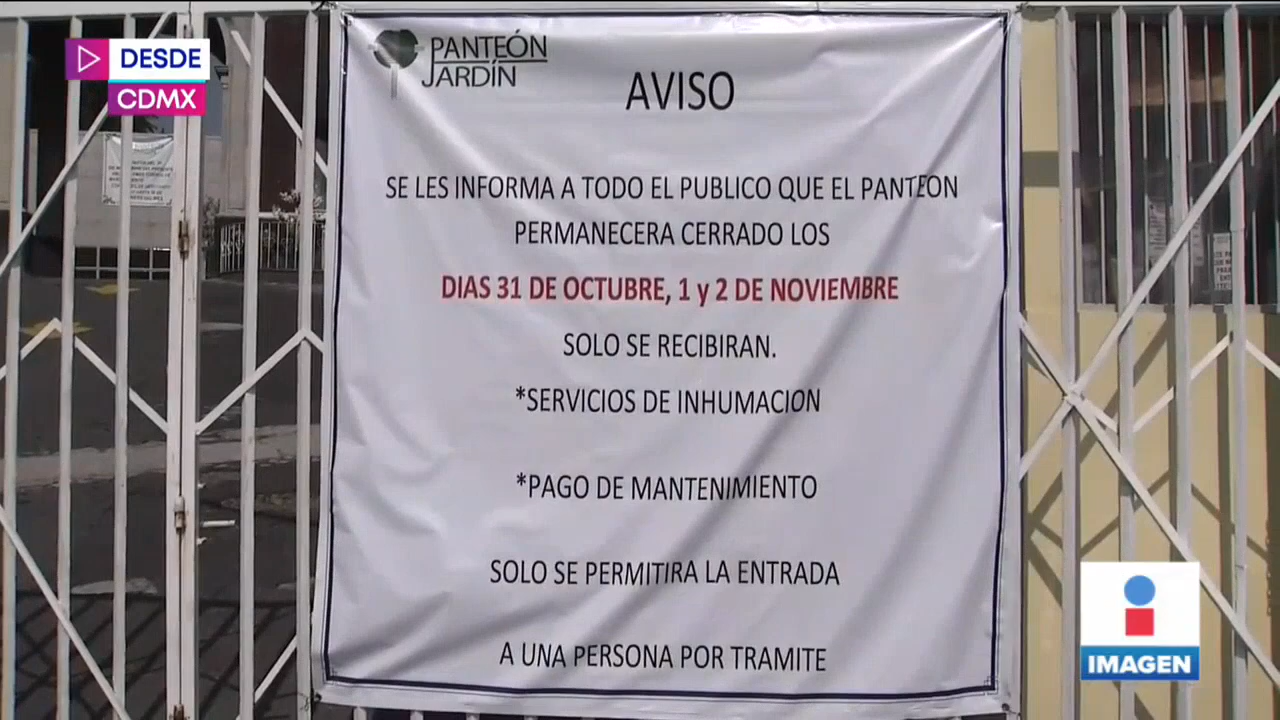 DESDE
CDMX
PANTEÓN
JARDÍN
AVISO
SE LES INFORMA A TODO EL PUBLICO QUE EL PANTEON
PERMANECERA CERRADO LOS
DIAS 31 DE OCTUBRE, 1 y 2 DE NOVIEMBRE
SOLO SE RECIBIRAN.
*SERVICIOS DE INHUMACION
*PAGO DE MANTENIMIENTO
SOLO SE PERMITIRA LA ENTRADA
A UNA PERSONA POR TRAMITE
IMAGEN